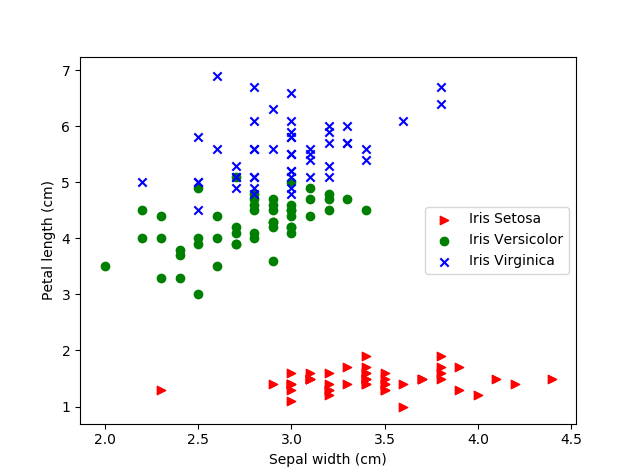 7
6
5
4
3
2
1
Petal length (cm)
Iris Setosa
Iris Versicolor
Iris Virginica
2.0 2.5 3.0 3.5 4.0 4.5
Sepal width (cm)